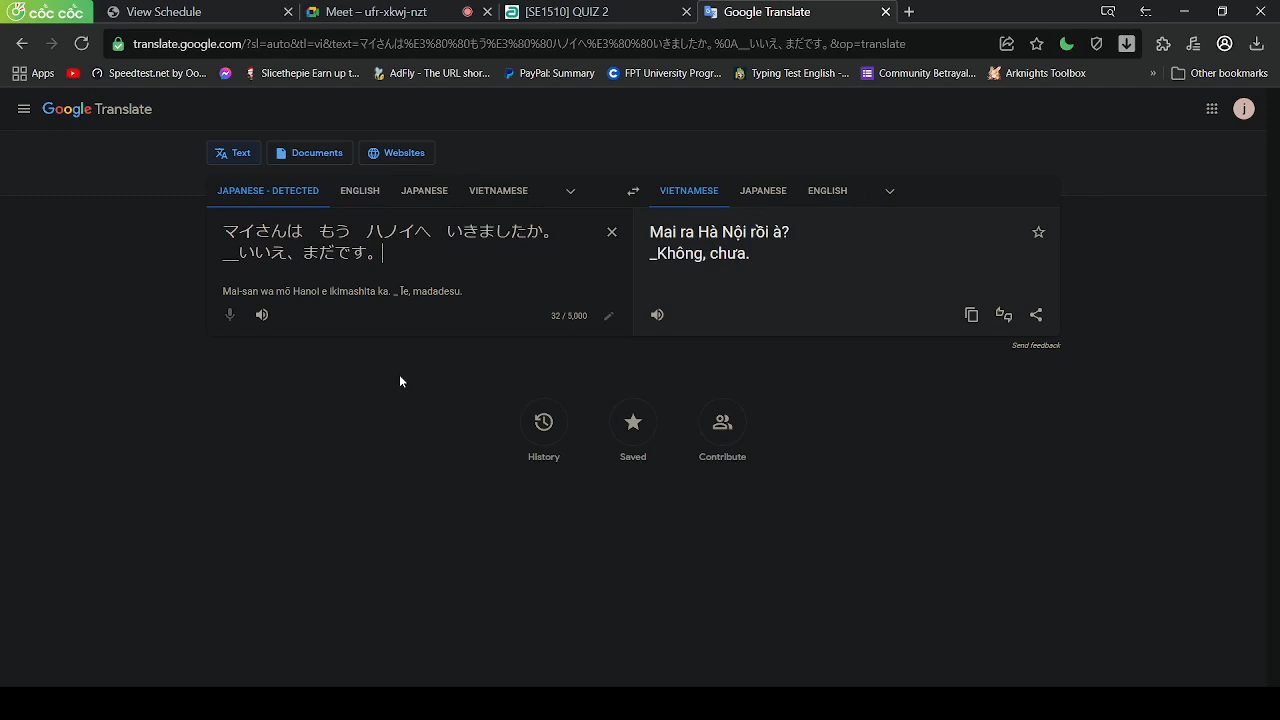 cốc cốc
View Schedule
Meet – ufr-xkwj-nzt
[SE1510] QUIZ 2
Google Translate
translate.google.com/?sl=auto&tl=vi&text=マイさんは%E3%80%80もう%E3%80%80ハノイへ%E3%80%80いきましたか。%0A__いいえ、まだです。&op=translate
Apps
Speedtest.net by Oo...
Slicethepie Earn up t...
AdFly - The URL shor...
PayPal Summary
FPT University Progr...
Typing Test English -...
Community Betrayal...
Arknights Toolbox
»
Other bookmarks
Google Translate
j
Text
Documents
Websites
JAPANESE - DETECTED
ENGLISH
JAPANESE
VIETNAMESE
VIETNAMESE
JAPANESE
ENGLISH
マイさんは　もう　ハノイへ　いきましたか。
__いいえ、まだです。
Mai-san wa mō Hanoi e ikimashita ka. _ Īe, madadesu.
32 / 5,000
Mai ra Hà Nội rồi à?
_Không, chưa.
Send feedback
History
Saved
Contribute